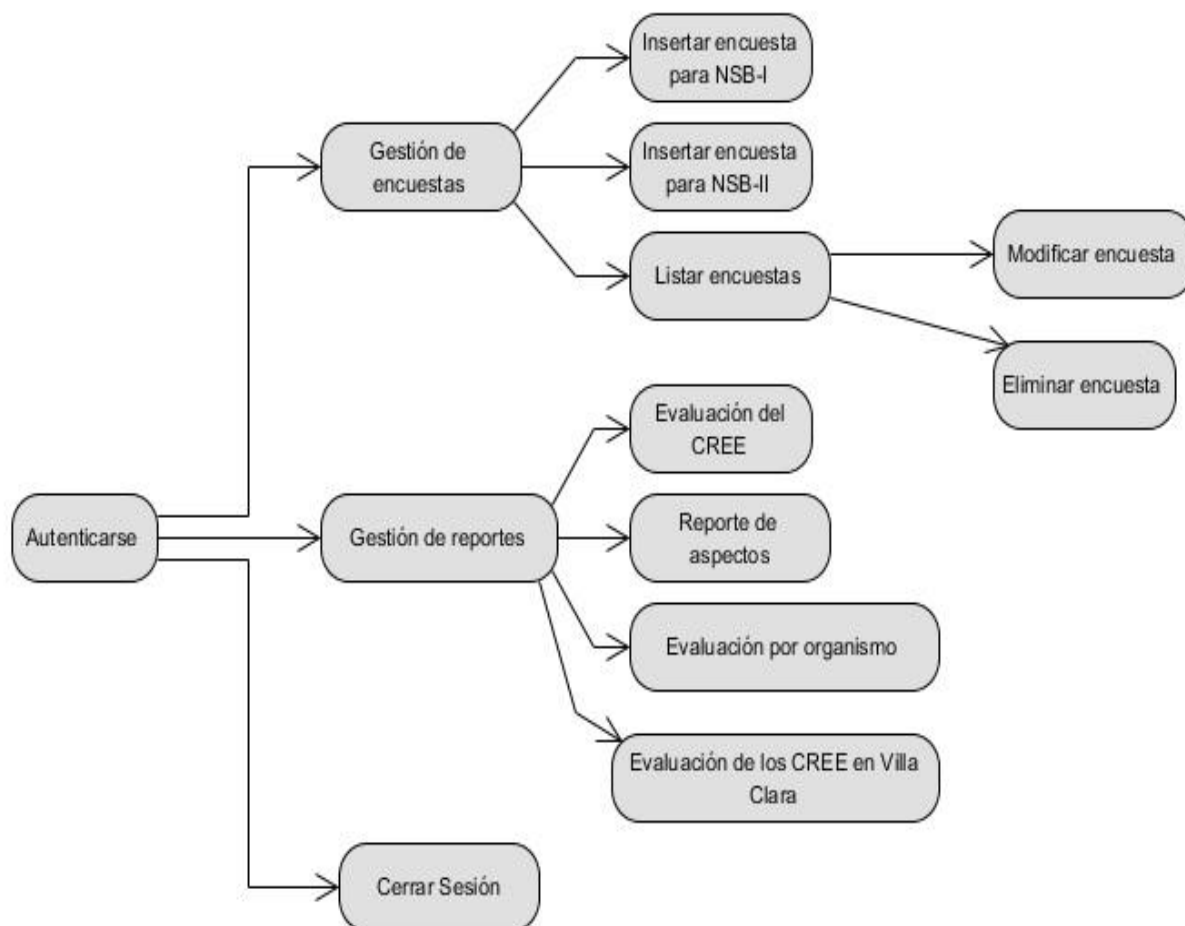 Insertar encuesta
para NSB-I
Gestión de
encuestas
Insertar encuesta
para NSB-II
Listar encuestas
Modificar encuesta
Eliminar encuesta
Evaluación del
CREE
Autenticarse
Gestión de reportes
Reporte de
aspectos
Evaluación por organismo
Evaluación de los CREE en Villa
Clara
Cerrar Sesión